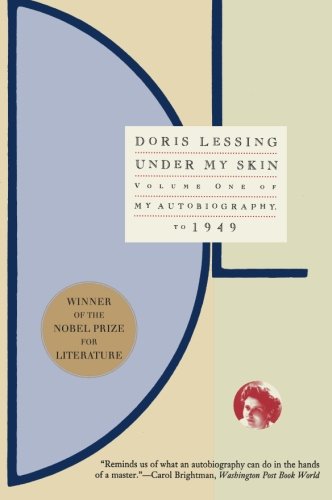 DORIS LESSING
UNDER MY SKIN
VOLUME ONE OF
MY AUTOBIOGRAPHY,
TO 1949
WINNER
OF THE
NOBEL PRIZE
FOR
LITERATURE
"Reminds us of what an autobiography can do in the hands
of a master."—Carol Brightman, Washington Post Book World